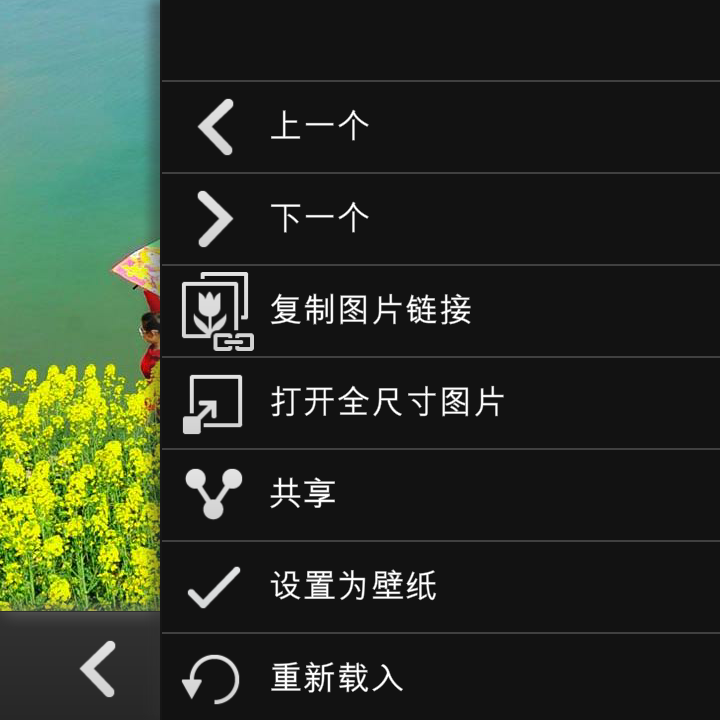 上一个
下一个
复制图片链接
打开全尺寸图片
共享
设置为壁纸
重新载入